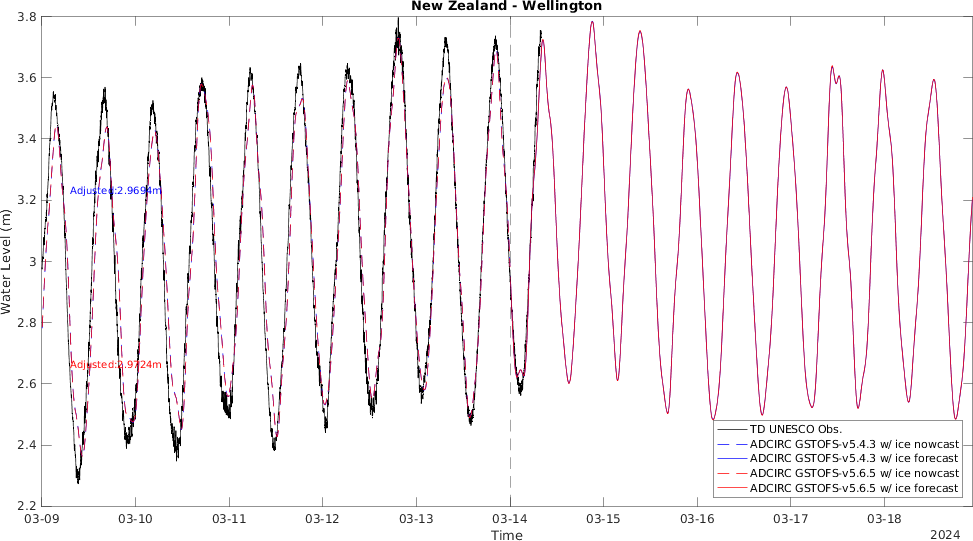 New Zealand - Wellington
3.8
3.6
3.4
3.2
3
2.8
2.6
2.4
2.2
Water Level (m)
Adjusted:2.9694m
Adjusted:2.9724m
TD UNESCO Obs.
ADCIRC GSTOFS-v5.4.3 w/ ice nowcast
ADCIRC GSTOFS-v5.4.3 w/ ice forecast
ADCIRC GSTOFS-v5.6.5 w/ ice nowcast
ADCIRC GSTOFS-v5.6.5 w/ ice forecast
03-09 03-10 03-11 03-12 03-13 03-14 03-15 03-16 03-17 03-18
Time
2024